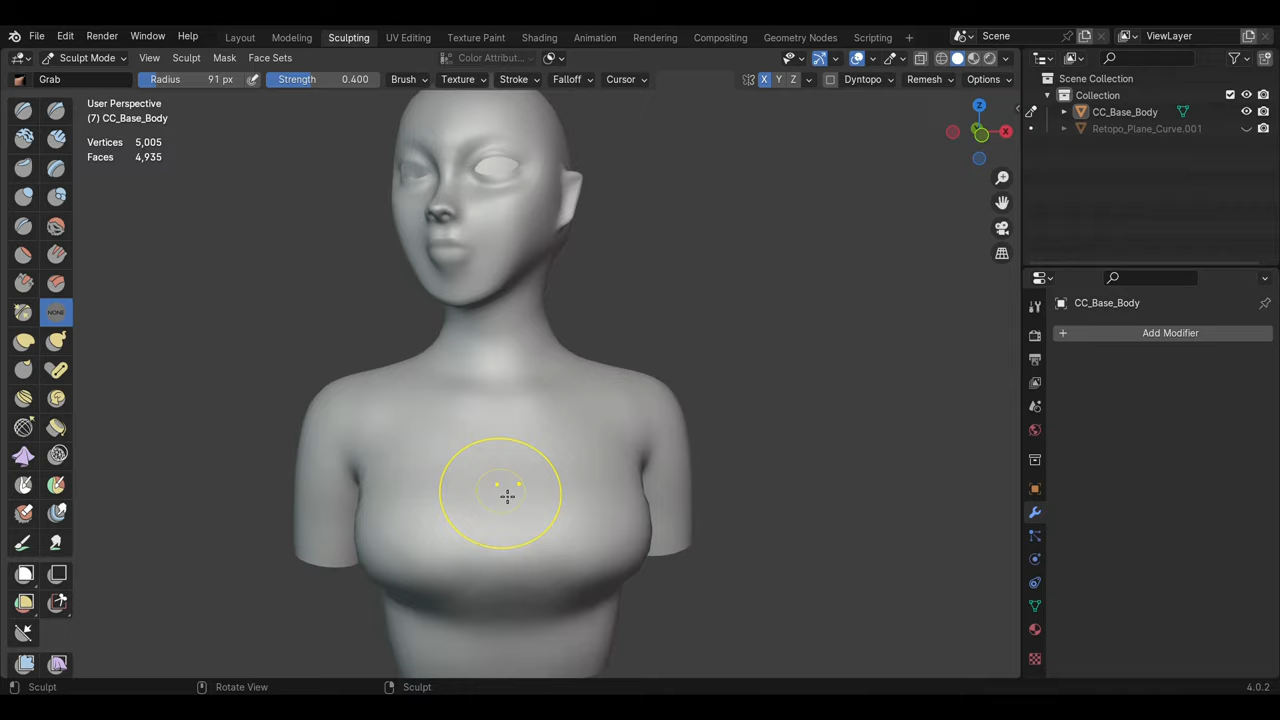 File Edit Render Window Help Layout Modeling Sculpting UV Editing Texture Paint Shading Animation Rendering Compositing Geometry Nodes Scripting + Scene ViewLayer
Sculpt Mode View Sculpt Mask Face Sets Color Attribut...
Grab Radius 91 px Strength 0.400 Brush Texture Stroke Falloff Cursor X Y Z Dyntopo Remesh Options
Scene Collection
Collection
CC_Base_Body
Retopo_Plane_Curve.001
User Perspective
(7) CC_Base_Body
Vertices 5,005
Faces 4,935
Z
X
NONE
CC_Base_Body
+ Add Modifier
Sculpt Rotate View Sculpt 4.0.2